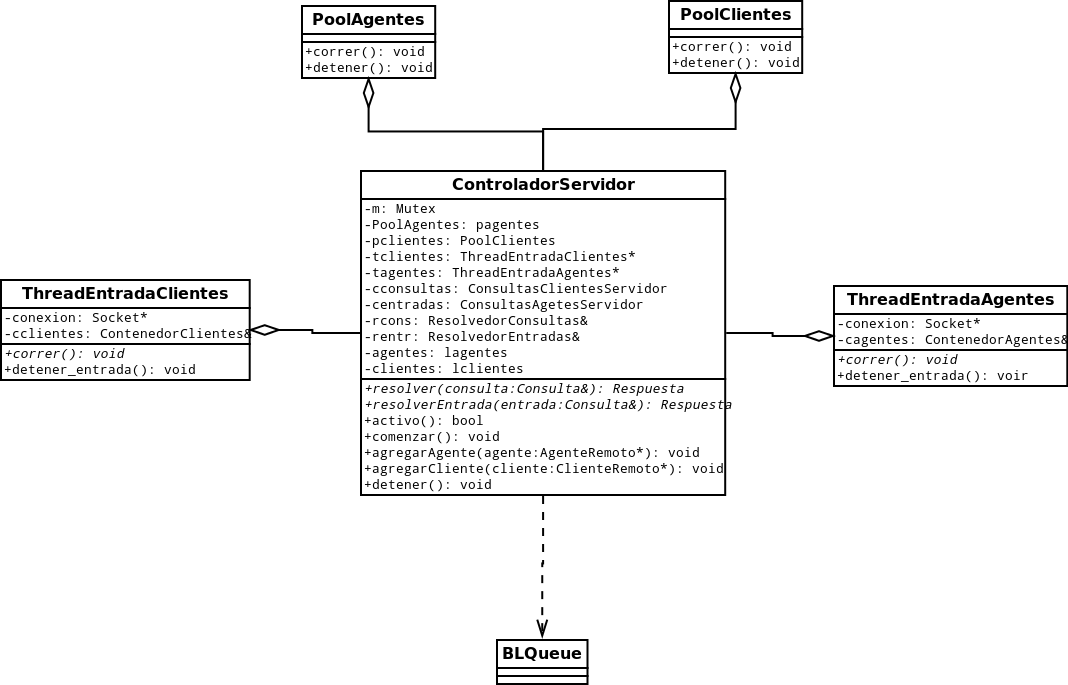 PoolAgentes
+correr(): void
+detener(): void
PoolClientes
+correr(): void
+detener(): void
ControladorServidor
-m: Mutex
-PoolAgentes: pagentes
-pclientes: PoolClientes
-tclientes: ThreadEntradaClientes*
-tagentes: ThreadEntradaAgentes*
-cconsultas: ConsultasClientesServidor
-centradas: ConsultasAgetesServidor
-rcons: ResolvedorConsultas&
-rentr: ResolvedorEntradas&
-agentes: lagentes
-clientes: lclientes
+resolver(consulta:Consulta&): Respuesta
+resolverEntrada(entrada:Consulta&): Respuesta
+activo(): bool
+comenzar(): void
+agregarAgente(agente:AgenteRemoto*): void
+agregarCliente(cliente:ClienteRemoto*): void
+detener(): void
ThreadEntradaClientes
-conexion: Socket*
-cclientes: ContenedorClientes&
+correr(): void
+detener_entrada(): void
ThreadEntradaAgentes
-conexion: Socket*
-cagentes: ContenedorAgentes&
+correr(): void
+detener_entrada(): voir
BLQueue